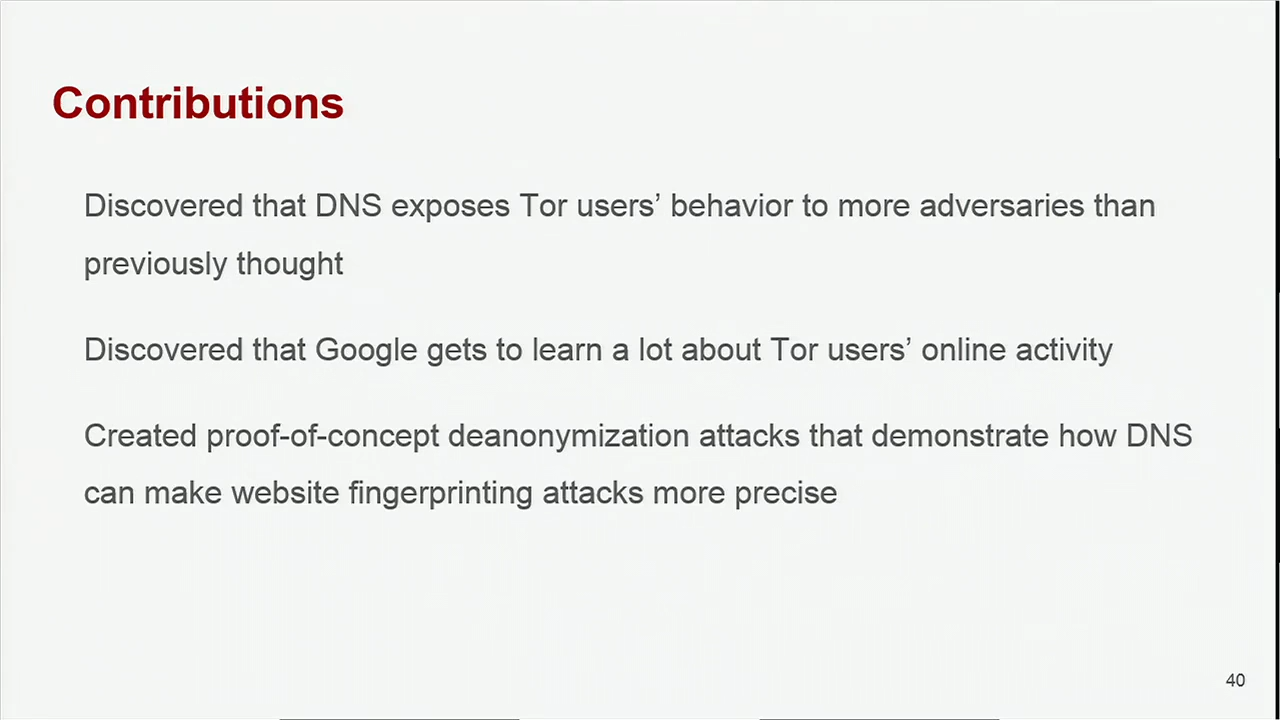 Contributions
Discovered that DNS exposes Tor users’ behavior to more adversaries than
previously thought
Discovered that Google gets to learn a lot about Tor users’ online activity
Created proof-of-concept deanonymization attacks that demonstrate how DNS
can make website fingerprinting attacks more precise
40